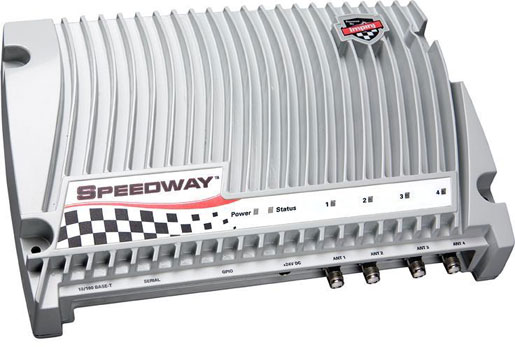 impinj
SPEEDWAY™
Power Status 1 2 3 4
10/100 BASE-T SERIAL GPIO +24V DC ANT 1 ANT 2 ANT 3 ANT 4